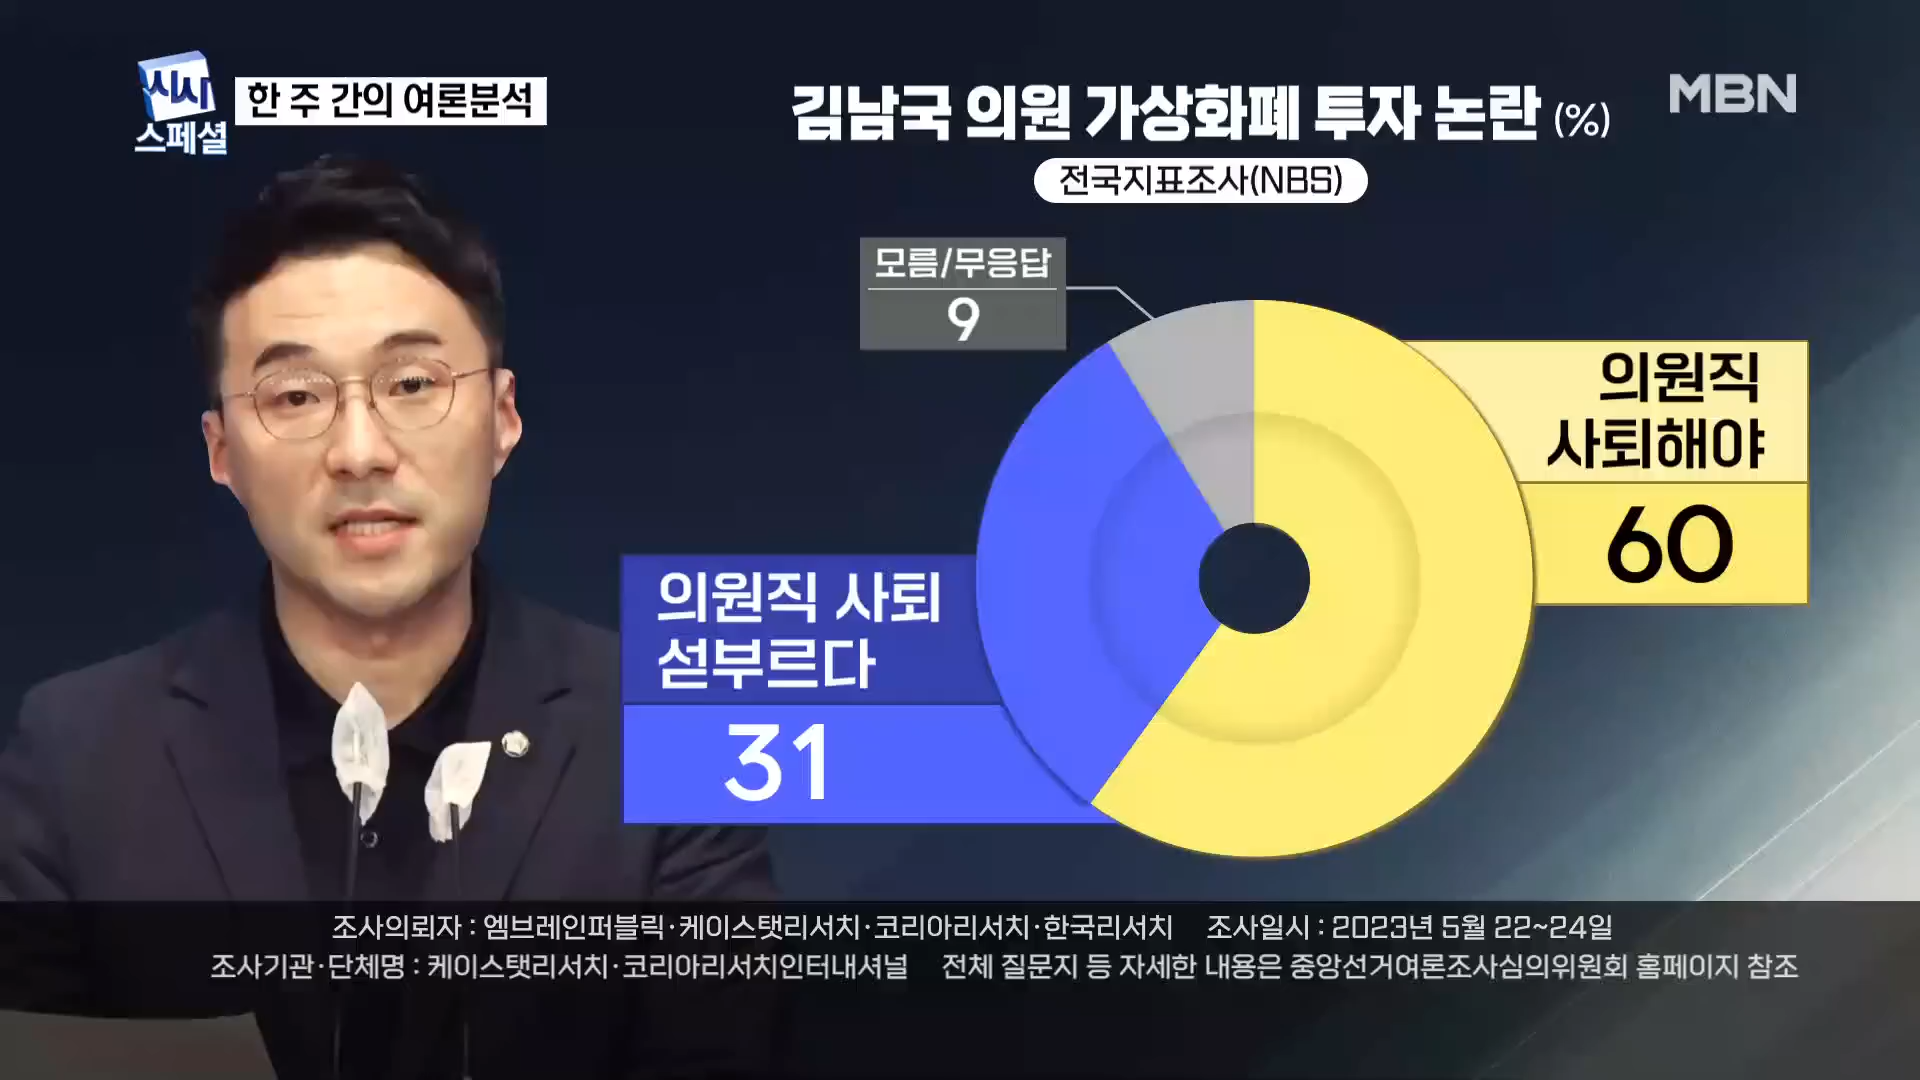 시사
스페셜
한 주 간의 여론분석
김남국 의원 가상화폐 투자 논란 (%)
MBN
전국지표조사(NBS)
모름/무응답
9
의원직
사퇴해야
60
의원직 사퇴
섣부르다
31
조사의뢰자 : 엠브레인퍼블릭·케이스탯리서치·코리아리서치·한국리서치 조사일시 : 2023년 5월 22~24일
조사기관·단체명 : 케이스탯리서치·코리아리서치인터내셔널 전체 질문지 등 자세한 내용은 중앙선거여론조사심의위원회 홈페이지 참조